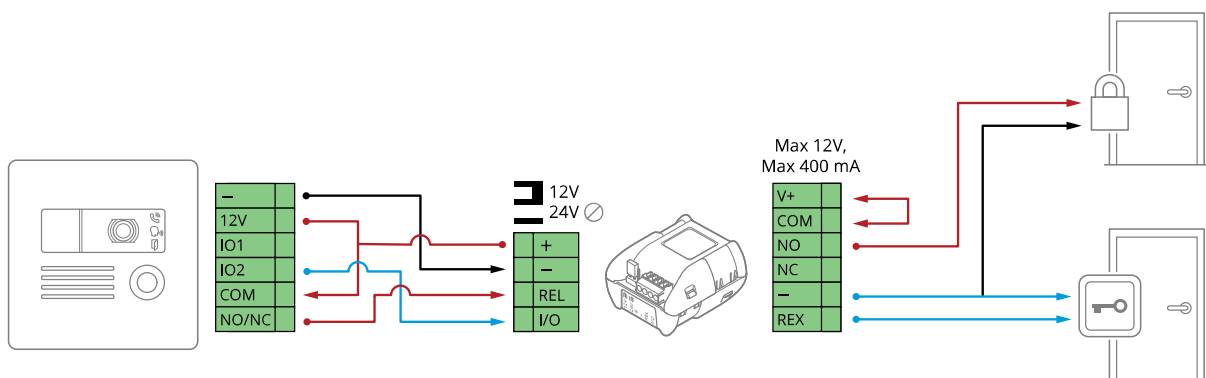 −
12V
IO1
IO2
COM
NO/NC
12V
24V
+
−
REL
I/O
Max 12V,
Max 400 mA
V+
COM
NO
NC
−
REX